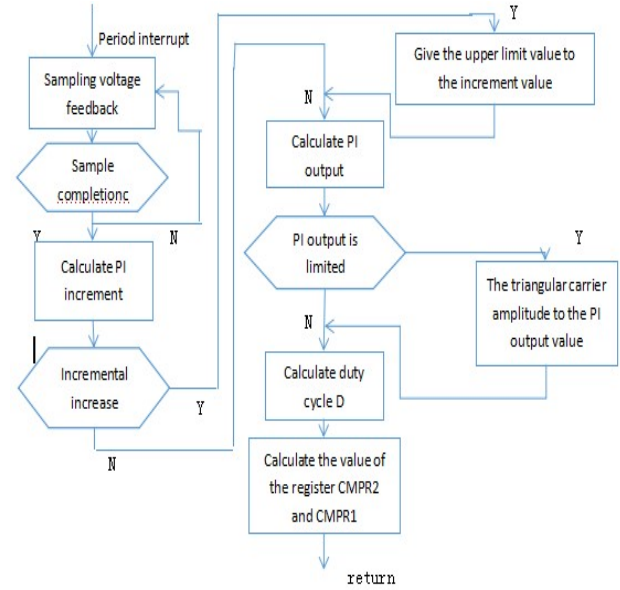 Period interrupt
Sampling voltage
feedback
Sample
completionc
Y
N
Calculate PI
increment
Incremental
increase
Y
N
Y
Give the upper limit value to
the increment value
N
Calculate PI
output
PI output is
limited
Y
The triangular carrier
amplitude to the PI
output value
N
Calculate duty
cycle D
Calculate the value of
the register CMPR2
and CMPR1
return